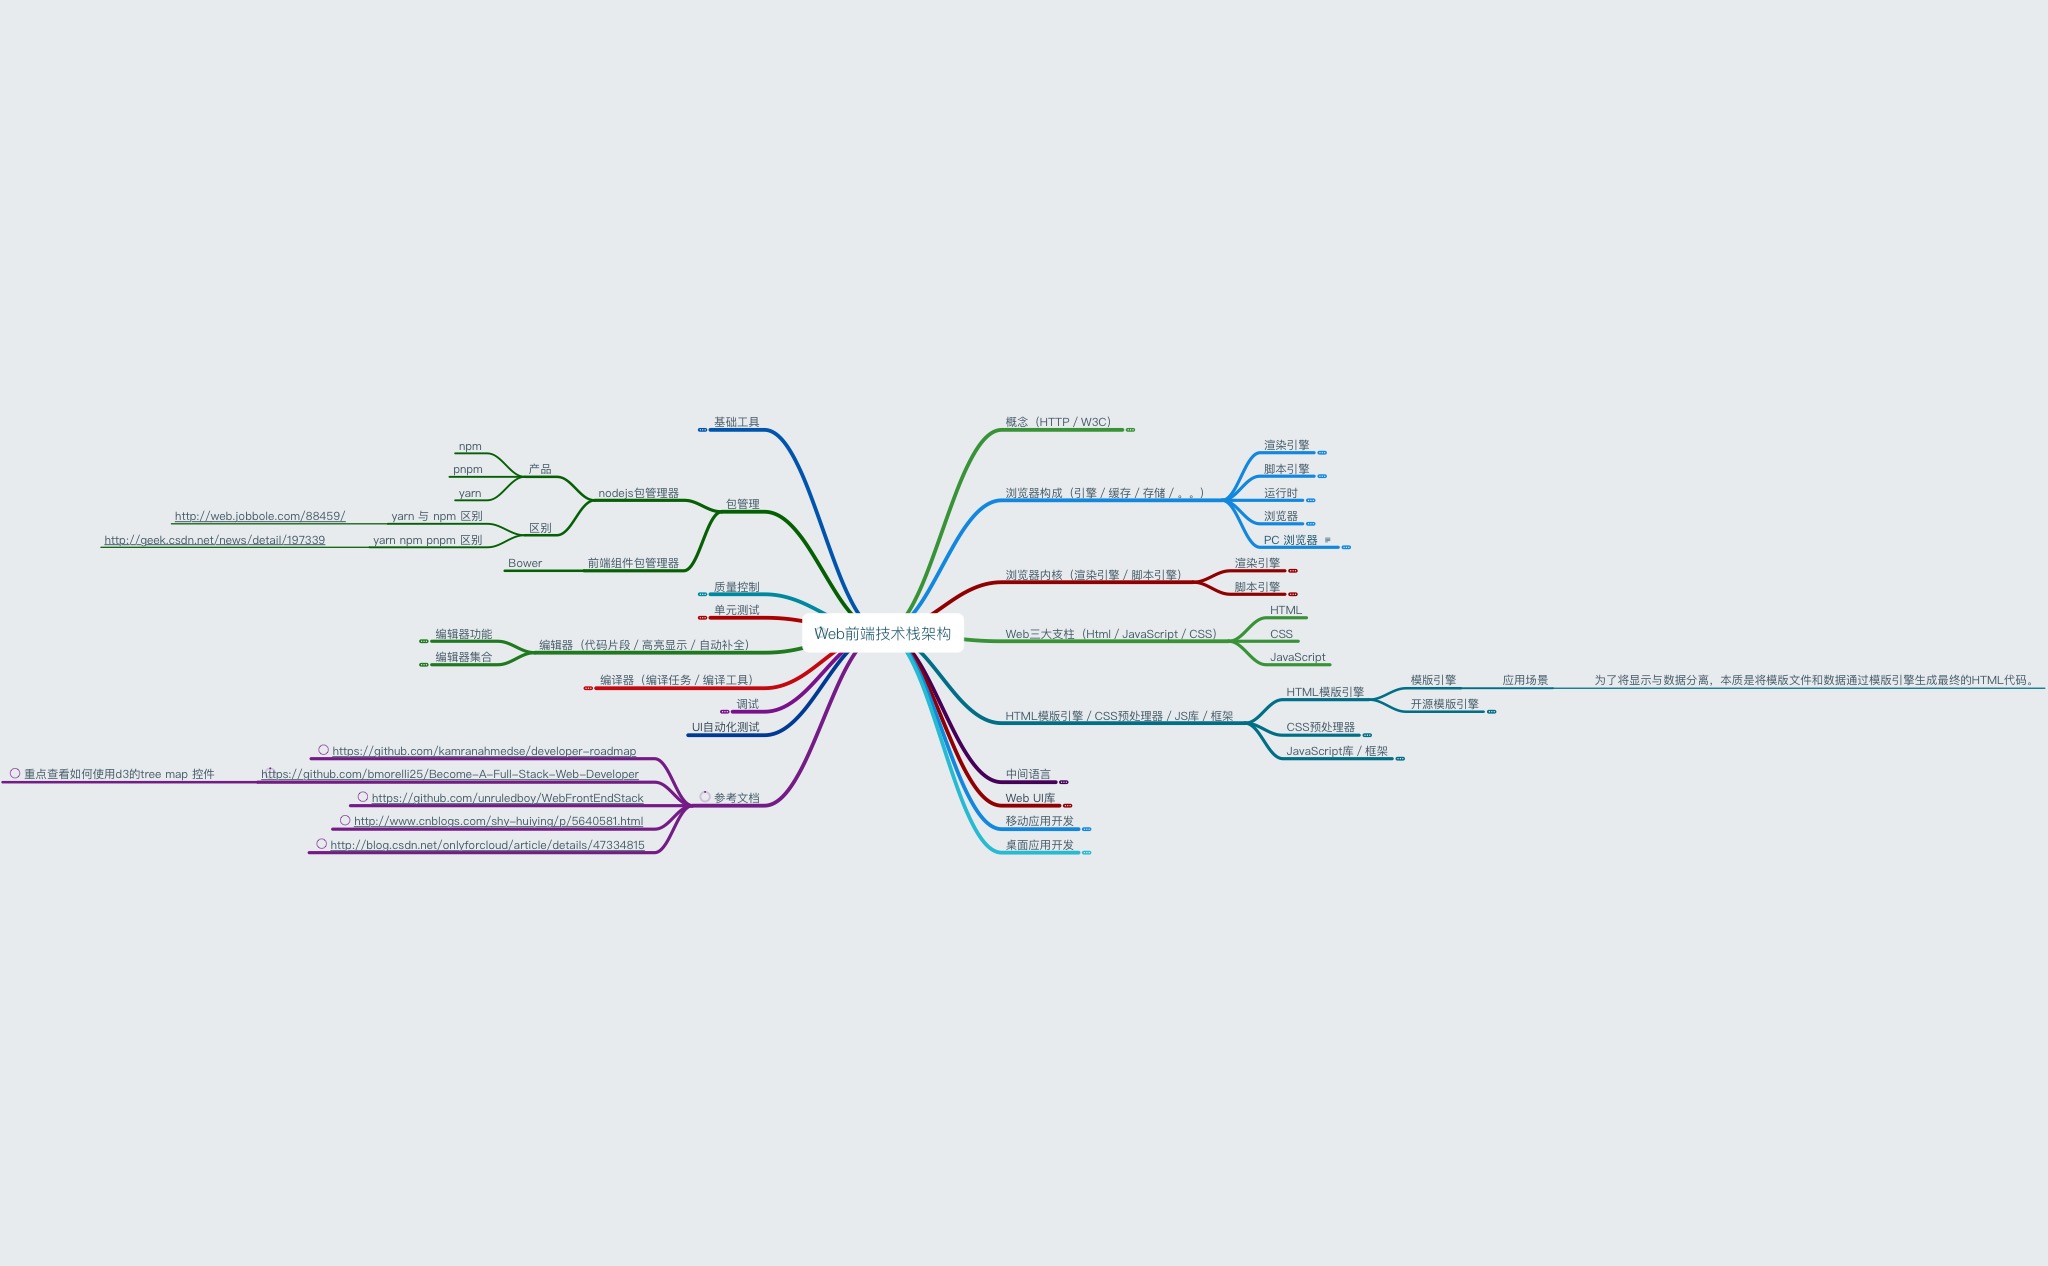 Web前端技术栈架构
基础工具
包管理
nodejs包管理器
产品
npm
pnpm
yarn
区别
yarn 与 npm 区别
http://web.jobbole.com/88459/
yarn npm pnpm 区别
http://geek.csdn.net/news/detail/197339
前端组件包管理器
Bower
质量控制
单元测试
编辑器（代码片段 / 高亮显示 / 自动补全）
编辑器功能
编辑器集合
编译器（编译任务 / 编译工具）
调试
UI自动化测试
参考文档
https://github.com/kamranahmedse/developer-roadmap
https://github.com/bmorelli25/Become-A-Full-Stack-Web-Developer
重点查看如何使用d3的tree map 控件
https://github.com/unruledboy/WebFrontEndStack
http://www.cnblogs.com/shy-huiying/p/5640581.html
http://blog.csdn.net/onlyforcloud/article/details/47334815
概念（HTTP / W3C）
浏览器构成（引擎 / 缓存 / 存储 / 。。）
渲染引擎
脚本引擎
运行时
浏览器
PC 浏览器
浏览器内核（渲染引擎 / 脚本引擎）
渲染引擎
脚本引擎
Web三大支柱（Html / JavaScript / CSS）
HTML
CSS
JavaScript
HTML模版引擎 / CSS预处理器 / JS库 / 框架
HTML模版引擎
模版引擎
应用场景
为了将显示与数据分离，本质是将模版文件和数据通过模版引擎生成最终的HTML代码。
开源模版引擎
CSS预处理器
JavaScript库 / 框架
中间语言
Web UI库
移动应用开发
桌面应用开发